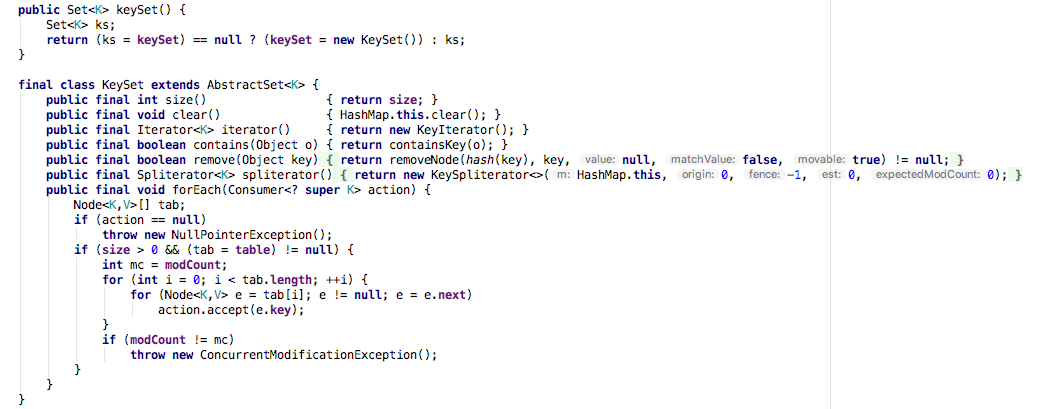 public Set<K> keySet() {
    Set<K> ks;
    return (ks = keySet) == null ? (keySet = new KeySet()) : ks;
}

final class KeySet extends AbstractSet<K> {
    public final int size()                 { return size; }
    public final void clear()               { HashMap.this.clear(); }
    public final Iterator<K> iterator()     { return new KeyIterator(); }
    public final boolean contains(Object o) { return containsKey(o); }
    public final boolean remove(Object key) { return removeNode(hash(key), key, value: null, matchValue: false, movable: true) != null; }
    public final Spliterator<K> spliterator() { return new KeySpliterator<>( m: HashMap.this, origin: 0, fence: -1, est: 0, expectedModCount: 0); }
    public final void forEach(Consumer<? super K> action) {
        Node<K,V>[] tab;
        if (action == null)
            throw new NullPointerException();
        if (size > 0 && (tab = table) != null) {
            int mc = modCount;
            for (int i = 0; i < tab.length; ++i) {
                for (Node<K,V> e = tab[i]; e != null; e = e.next)
                    action.accept(e.key);
            }
            if (modCount != mc)
                throw new ConcurrentModificationException();
        }
    }
}